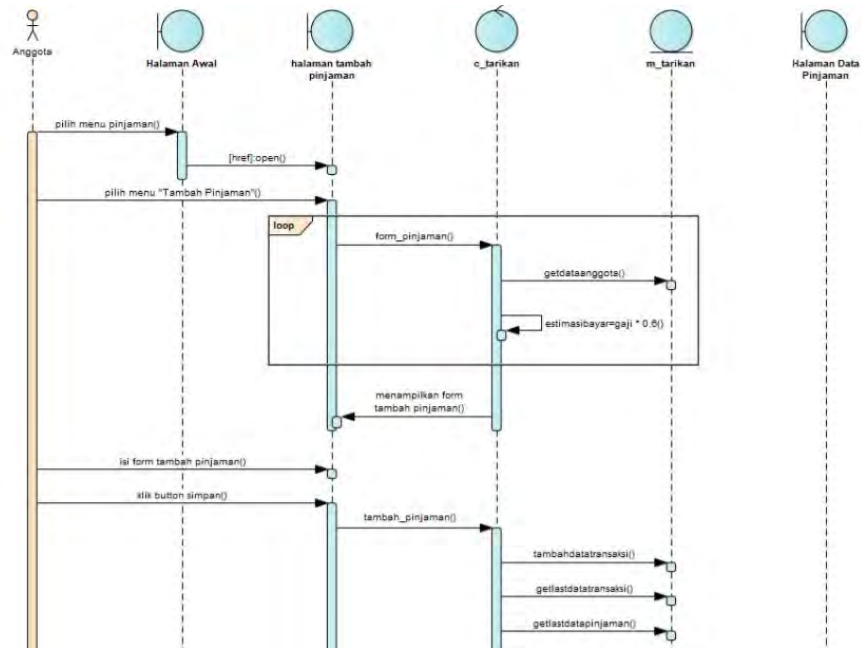 Anggota
Halaman Awal
halaman tambah
pinjaman
c_tarikan
m_tarikan
Halaman Data
Pinjaman
pilih menu pinjaman()
[href]:open()
pilih menu "Tambah Pinjaman"()
loop
form_pinjaman()
getdataanggota()
estimasibayar=gaji * 0.6()
menampilkan form
tambah pinjaman()
isi form tambah pinjaman()
klik button simpan()
tambah_pinjaman()
tambahdatatransaksi()
getlastdatatransaksi()
getlastdatapinjaman()